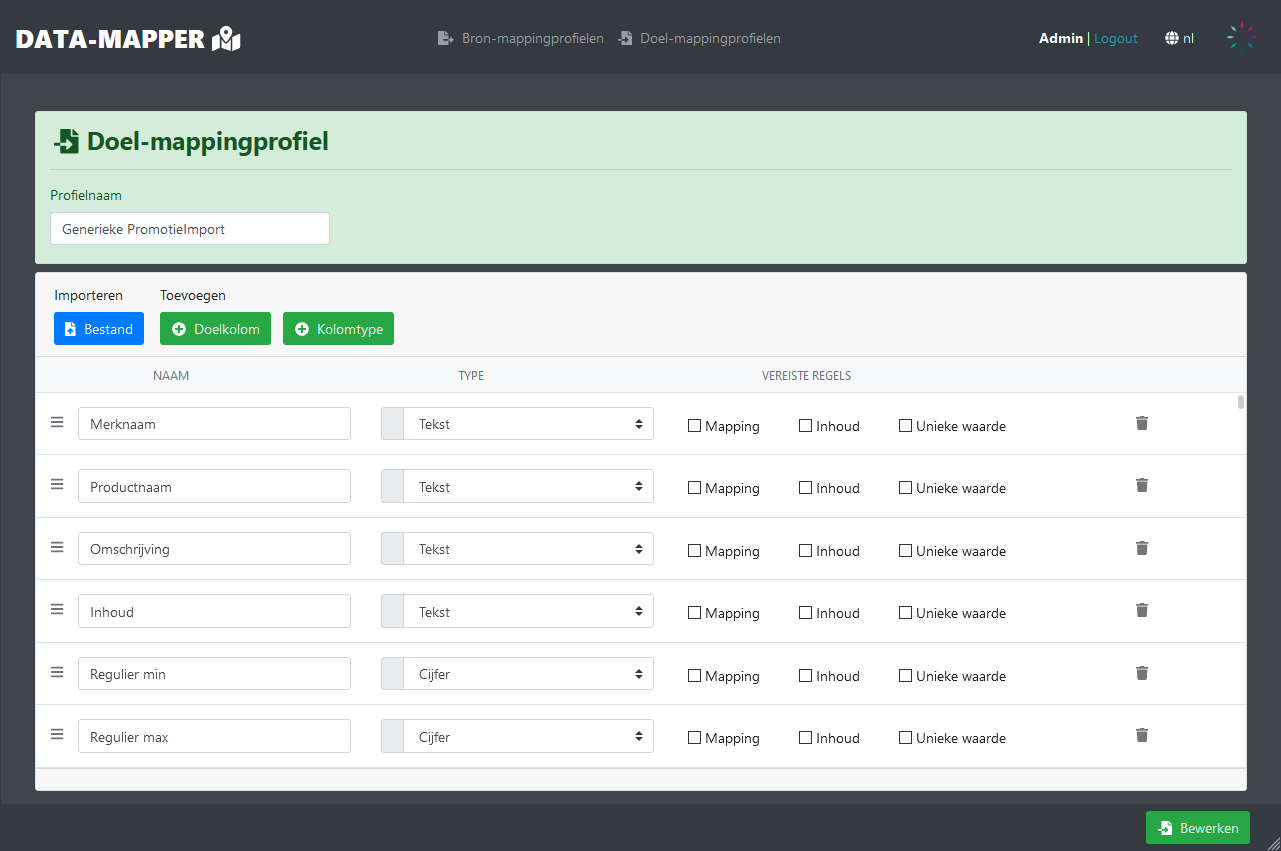 DATA-MAPPER Bron-mappingprofielen Doel-mappingprofielen Admin | Logout nl
Doel-mappingprofiel
Profielnaam
Generieke PromotieImport
Importeren Toevoegen
Bestand Doelkolom Kolomtype
NAAM TYPE VEREISTE REGELS
Merknaam Tekst Mapping Inhoud Unieke waarde
Productnaam Tekst Mapping Inhoud Unieke waarde
Omschrijving Tekst Mapping Inhoud Unieke waarde
Inhoud Tekst Mapping Inhoud Unieke waarde
Regulier min Cijfer Mapping Inhoud Unieke waarde
Regulier max Cijfer Mapping Inhoud Unieke waarde
Bewerken